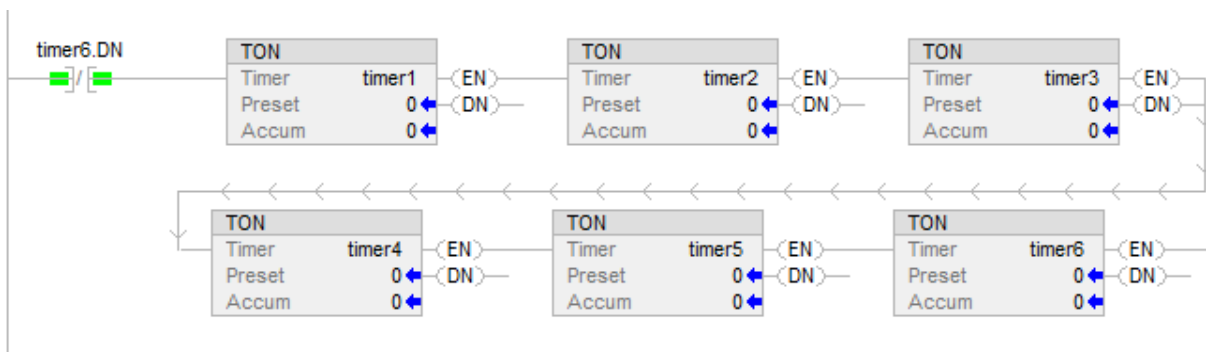 timer6.DN
TON TON TON
Timer timer1 (EN) Timer timer2 (EN) Timer timer3 (EN)
Preset 0 (DN) Preset 0 (DN) Preset 0 (DN)
Accum 0 Accum 0 Accum 0
TON TON TON
Timer timer4 (EN) Timer timer5 (EN) Timer timer6 (EN)
Preset 0 (DN) Preset 0 (DN) Preset 0 (DN)
Accum 0 Accum 0 Accum 0